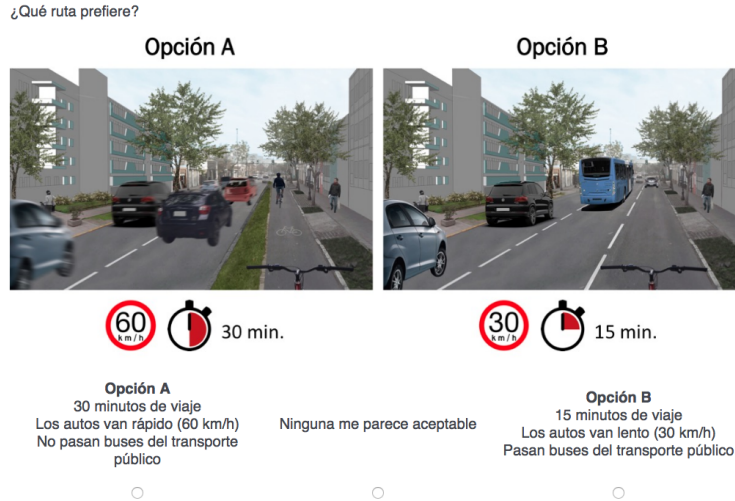 ¿Qué ruta prefiere?
Opción A
Opción B
60
km/h
30 min.
30
km/h
15 min.
Opción A
30 minutos de viaje
Los autos van rápido (60 km/h)
No pasan buses del transporte
público
Ninguna me parece aceptable
Opción B
15 minutos de viaje
Los autos van lento (30 km/h)
Pasan buses del transporte público